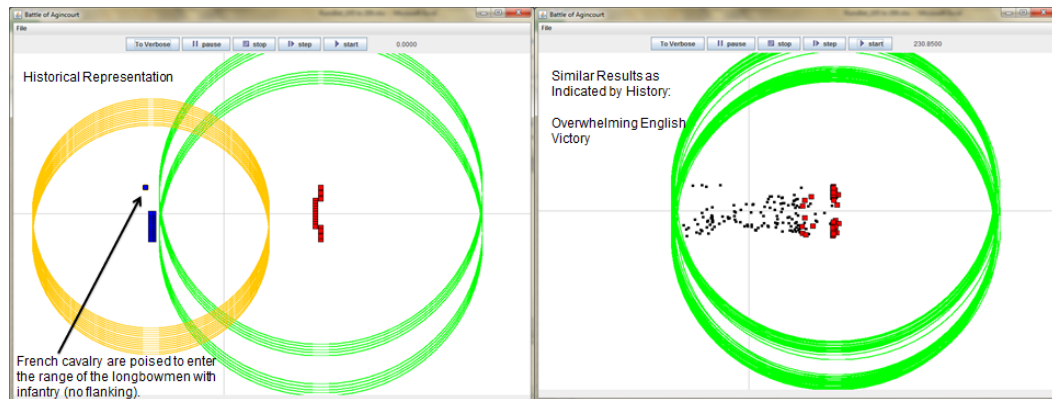 Battle of Agincourt
File
To Verbose
pause
stop
step
start
0.0000
Historical Representation
French cavalry are poised to enter
the range of the longbowmen with
infantry (no flanking).
Battle of Agincourt
File
To Verbose
pause
stop
step
start
230.8500
Similar Results as
Indicated by History:
Overwhelming English
Victory